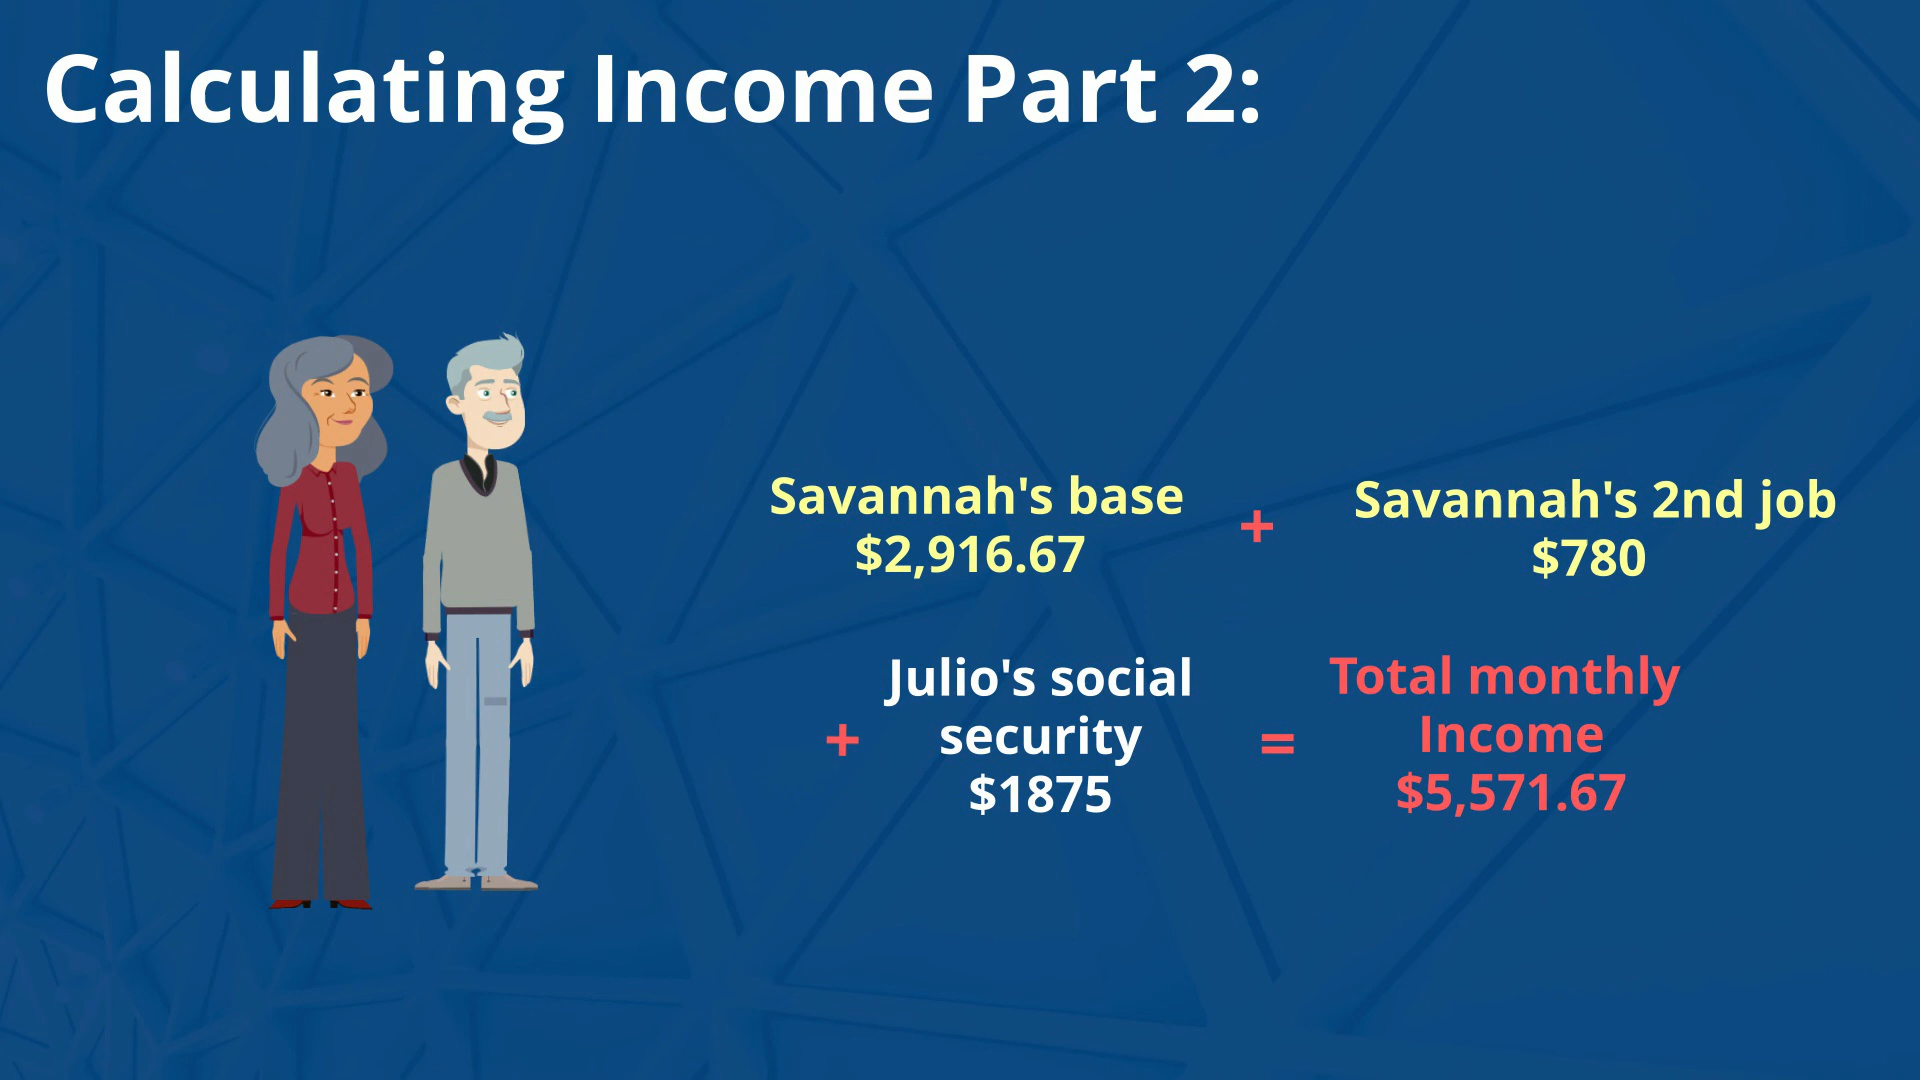 Calculating Income Part 2:
Savannah's base
$2,916.67
+
Savannah's 2nd job
$780
+
Julio's social
security
$1875
=
Total monthly
Income
$5,571.67